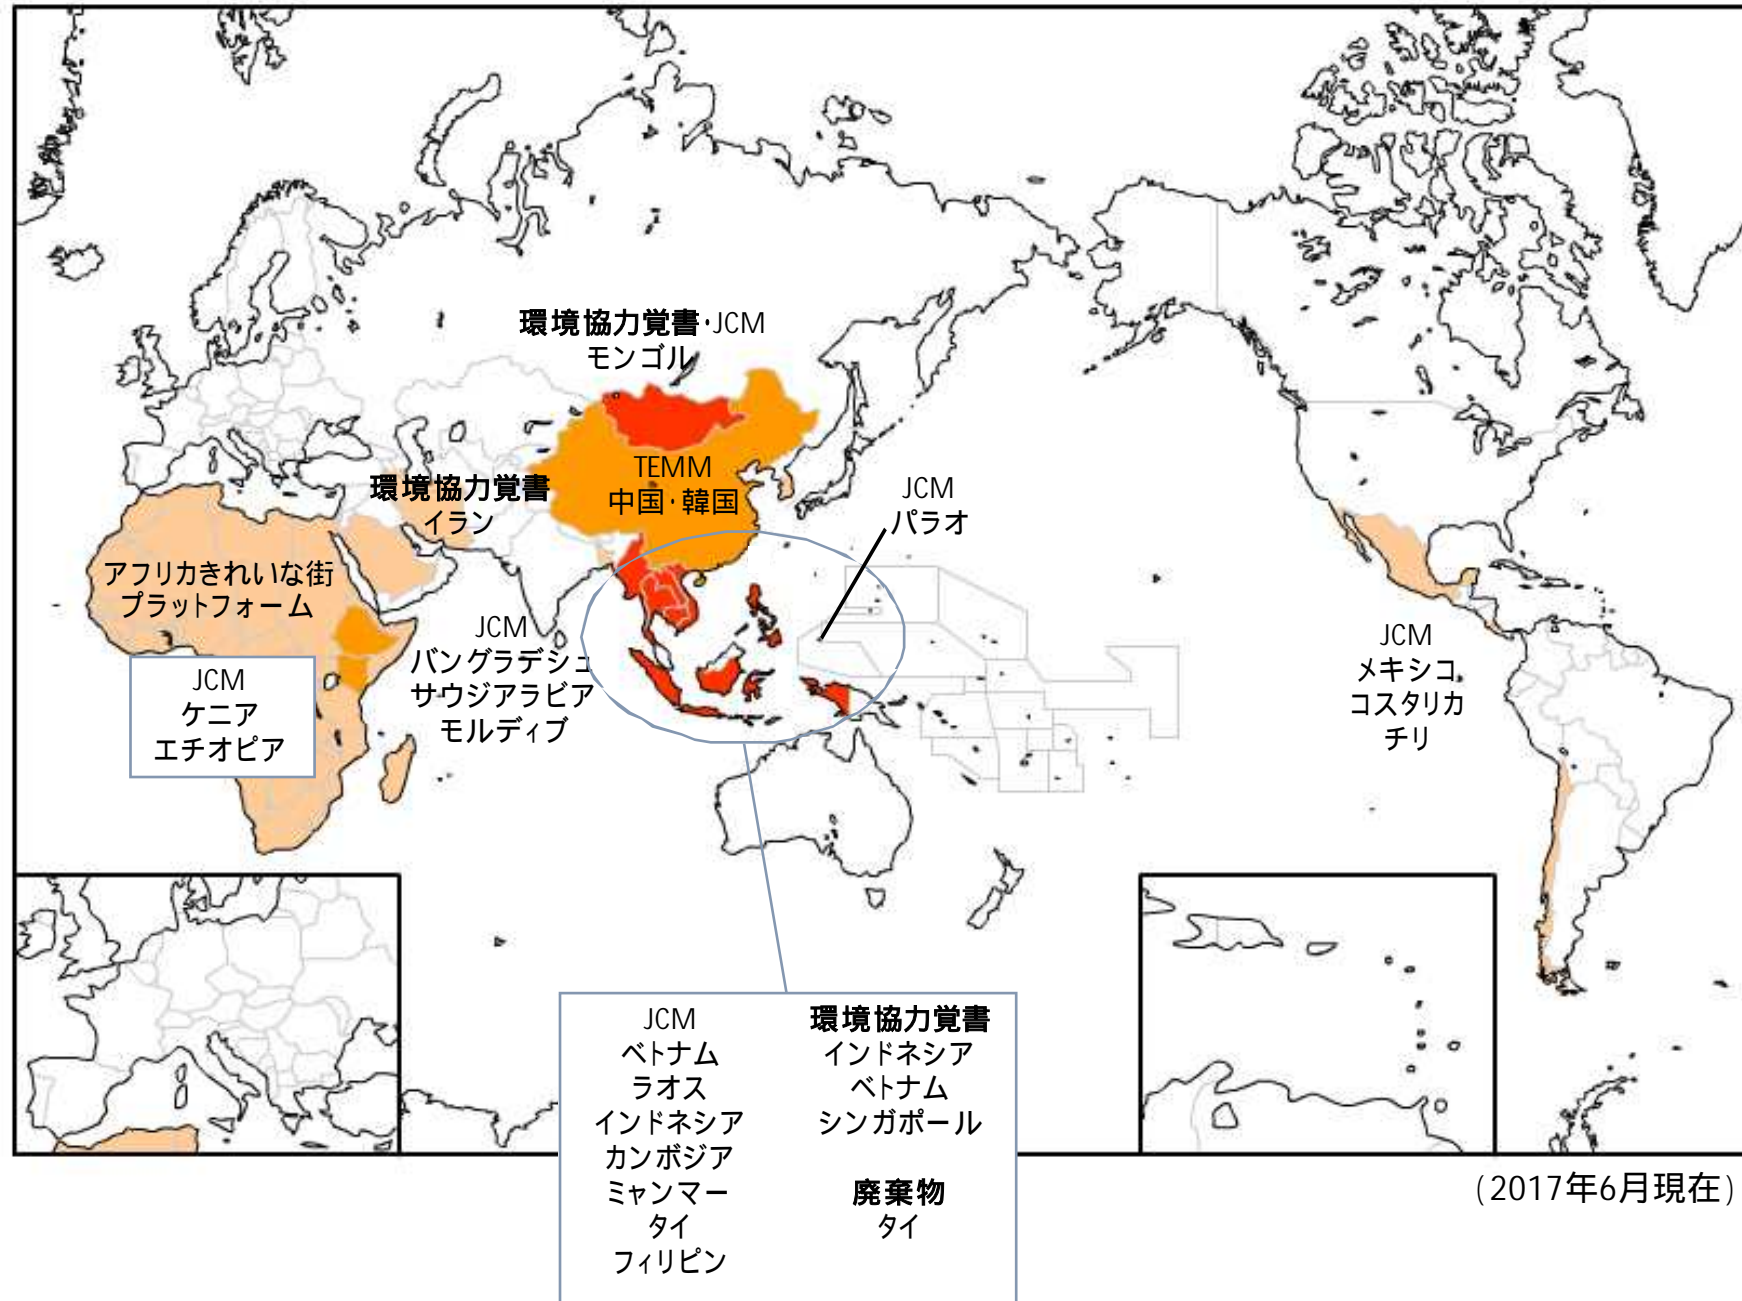 環境協力覚書・JCM
モンゴル
TEMM
中国・韓国
環境協力覚書
イラン
JCM
パラオ
アフリカきれいな街
プラットフォーム
JCM
ケニア
エチオピア
JCM
バングラデシュ
サウジアラビア
モルディブ
JCM
メキシコ
コスタリカ
チリ
JCM
ベトナム
ラオス
インドネシア
カンボジア
ミャンマー
タイ
フィリピン
環境協力覚書
インドネシア
ベトナム
シンガポール
廃棄物
タイ
(2017年6月現在)